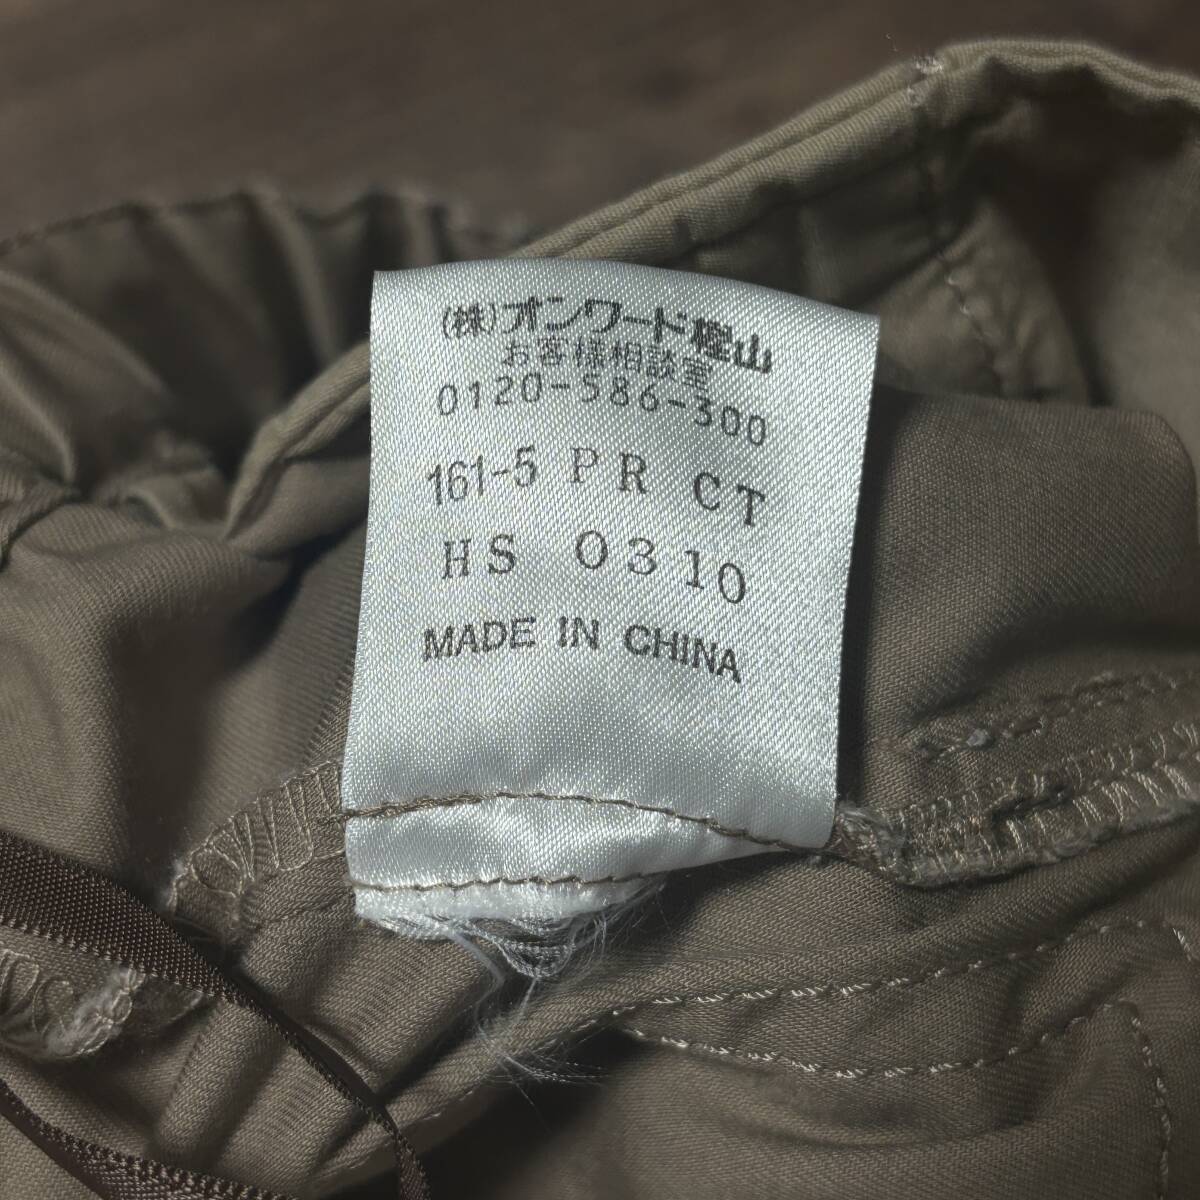 (株)オンワード樫山
お客様相談室
0120-586-300
161-5 PR CT
HS 0310
MADE IN CHINA